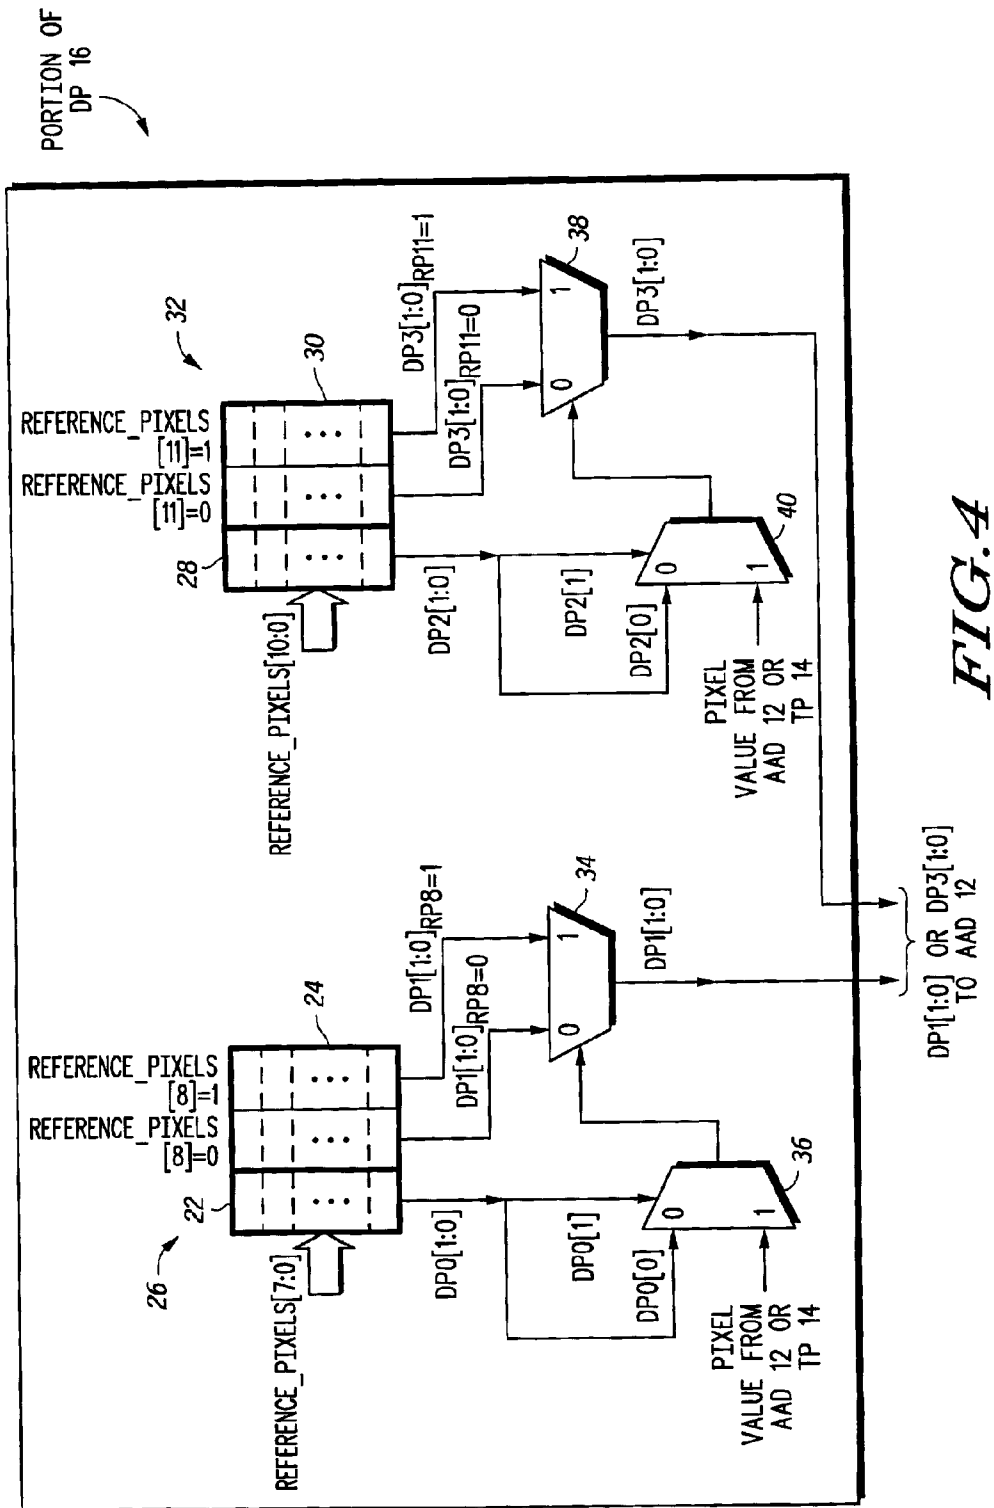 PORTION OF
DP 16
26
22
REFERENCE_PIXELS
[8]=0
REFERENCE_PIXELS
[8]=1
24
REFERENCE_PIXELS[7:0]
DP0[1:0]
DP0[1]
DP0[0]
DP1[1:0]RP8=0
DP1[1:0]RP8=1
0
1
36
PIXEL
VALUE FROM
AAD 12 OR
TP 14
0
1
34
DP1[1:0]
28
REFERENCE_PIXELS
[11]=0
REFERENCE_PIXELS
[11]=1
30
32
REFERENCE_PIXELS[10:0]
DP2[1:0]
DP2[1]
DP2[0]
DP3[1:0]RP11=0
DP3[1:0]RP11=1
0
1
40
PIXEL
VALUE FROM
AAD 12 OR
TP 14
0
1
38
DP3[1:0]
DP1[1:0] OR DP3[1:0]
TO AAD 12
FIG.4